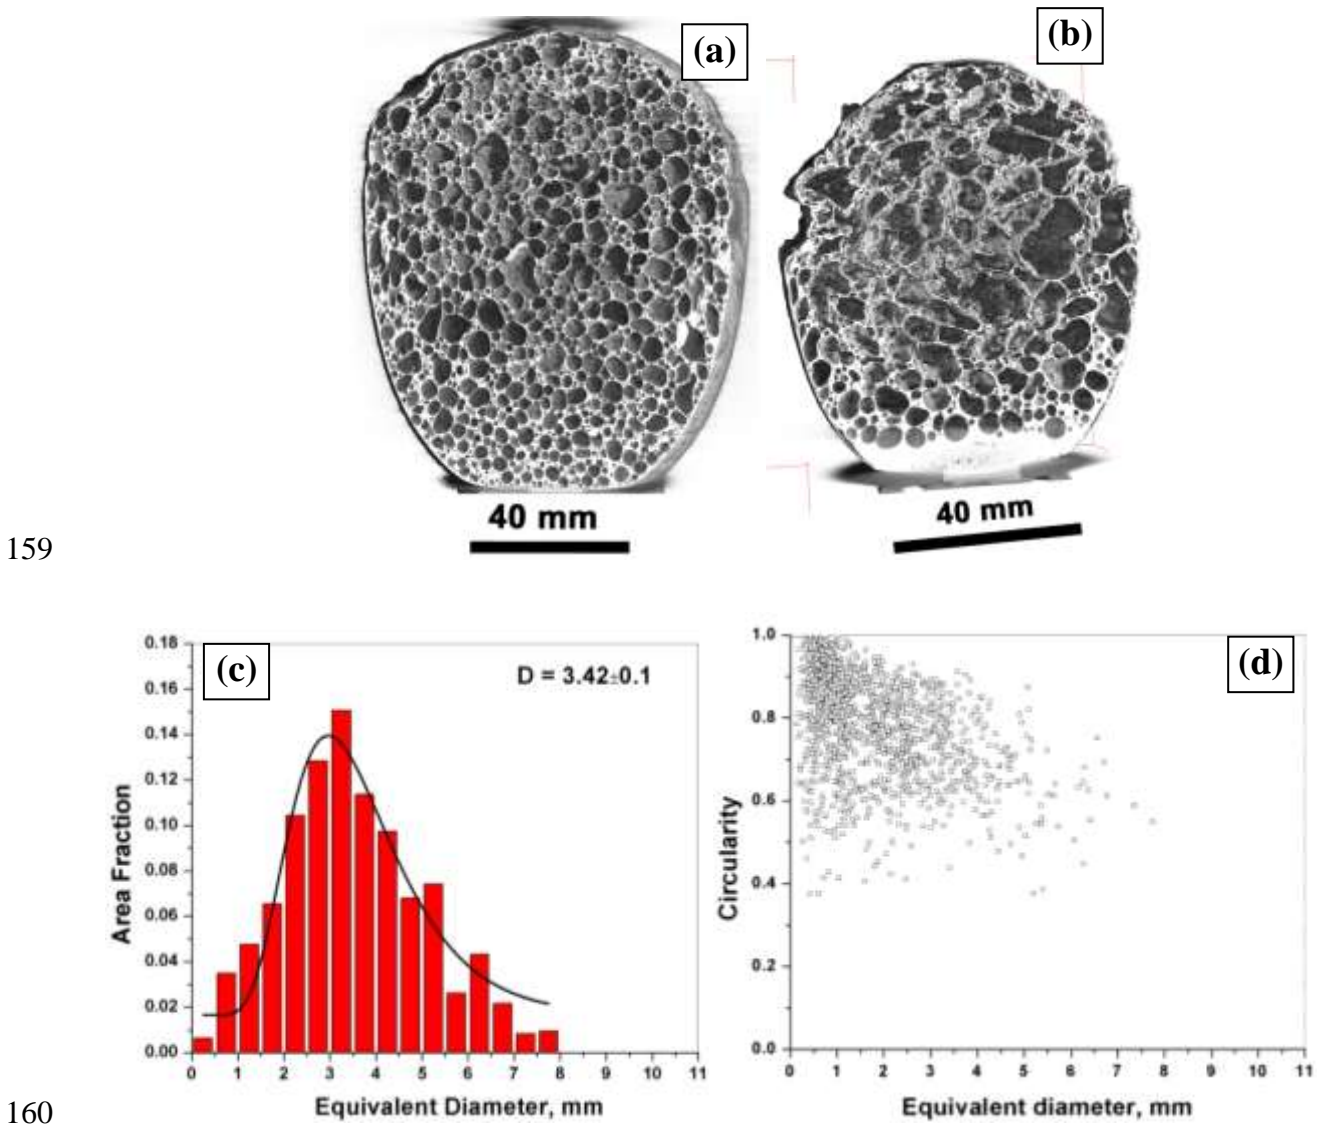 (a)
(b)
40 mm
40 mm
159
(c)
D = 3.42±0.1
0.18
0.16
0.14
0.12
0.10
0.08
0.06
0.04
0.02
0.00
Area Fraction
0 1 2 3 4 5 6 7 8 9 10 11
Equivalent Diameter, mm
(d)
1.0
0.8
0.6
0.4
0.2
0.0
Circularity
0 1 2 3 4 5 6 7 8 9 10 11
Equivalent diameter, mm
160